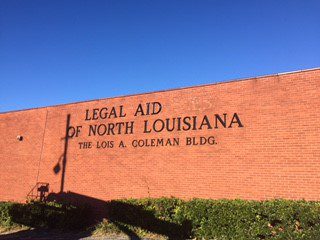 LEGAL AID
OF NORTH LOUISIANA
THE LOIS A. COLEMAN BLDG.